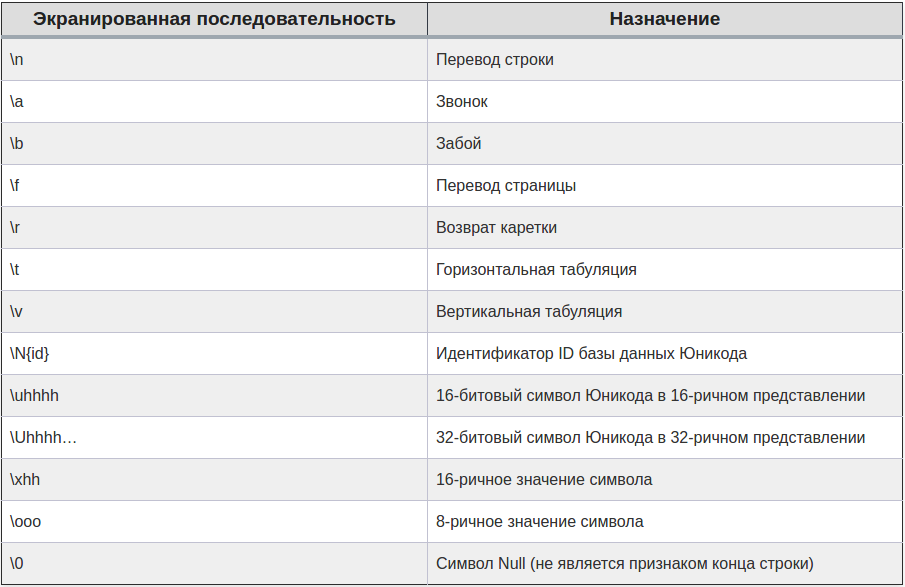 Экранированная последовательность Назначение
\n Перевод строки
\a Звонок
\b Забой
\f Перевод страницы
\r Возврат каретки
\t Горизонтальная табуляция
\v Вертикальная табуляция
\N{id} Идентификатор ID базы данных Юникода
\uhhhh 16-битовый символ Юникода в 16-ричном представлении
\Uhhhh… 32-битовый символ Юникода в 32-ричном представлении
\xhh 16-ричное значение символа
\ooo 8-ричное значение символа
\0 Символ Null (не является признаком конца строки)